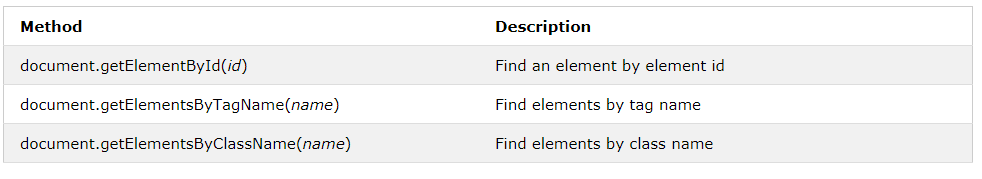 Method Description
document.getElementById(id) Find an element by element id
document.getElementsByTagName(name) Find elements by tag name
document.getElementsByClassName(name) Find elements by class name